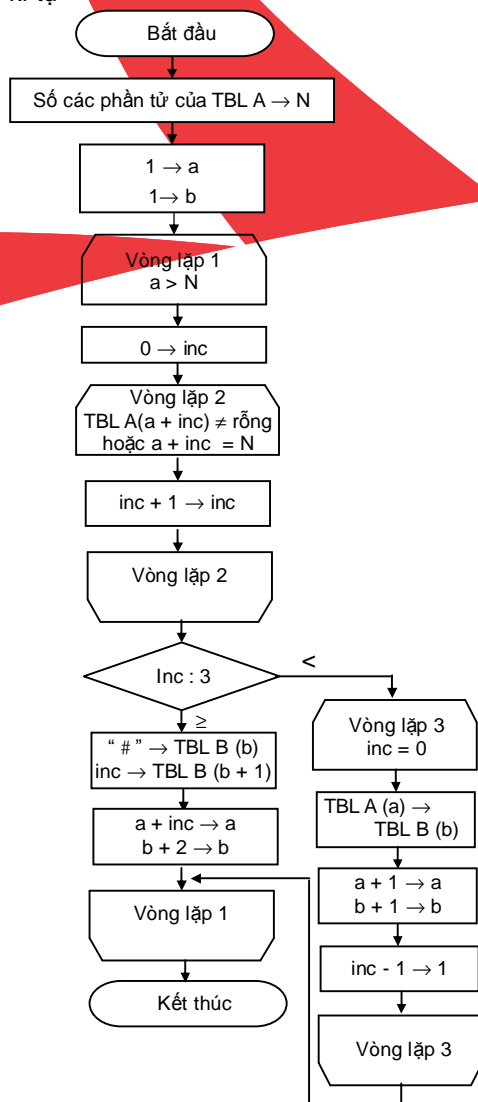 Bắt đầu
Số các phần tử của TBL A → N
1 → a
1→ b
Vòng lặp 1
a > N
0 → inc
Vòng lặp 2
TBL A(a + inc) ≠ rỗng
hoặc a + inc = N
inc + 1 → inc
Vòng lặp 2
Inc : 3
<
≥
“ # ” → TBL B (b)
inc → TBL B (b + 1)
a + inc → a
b + 2 → b
Vòng lặp 1
Kết thúc
Vòng lặp 3
inc = 0
TBL A (a) →
TBL B (b)
a + 1 → a
b + 1 → b
inc - 1 → 1
Vòng lặp 3